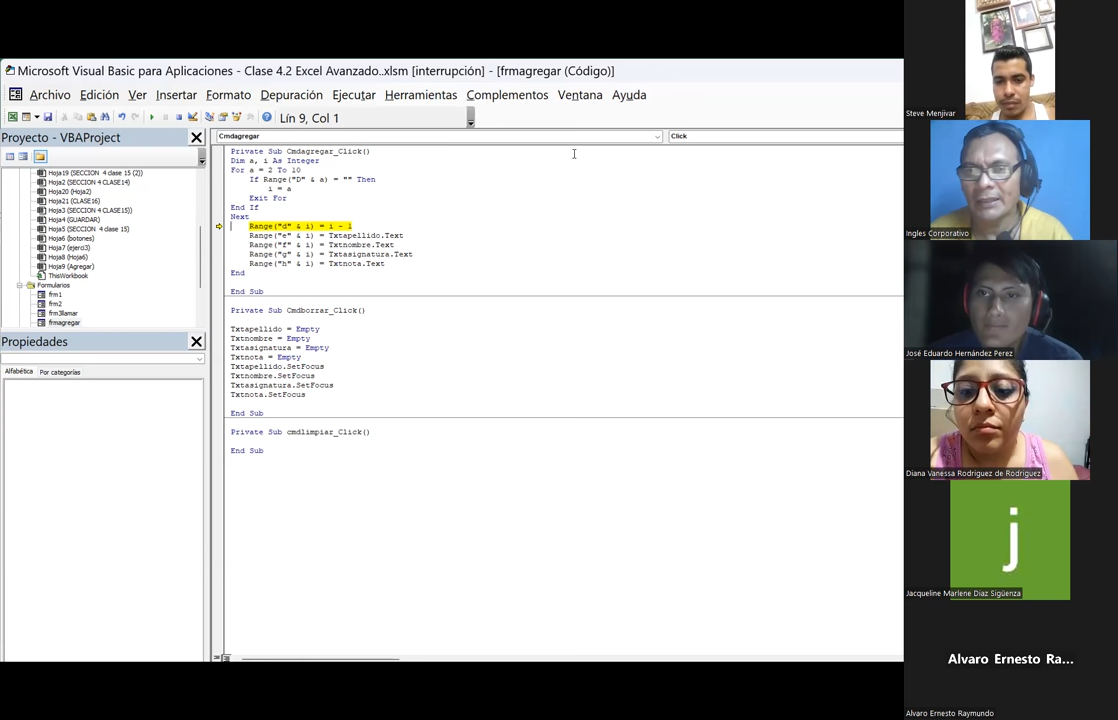 Microsoft Visual Basic para Aplicaciones - Clase 4.2 Excel Avanzado..xlsm [interrupción] - [frmagregar (Código)]
Archivo Edición Ver Insertar Formato Depuración Ejecutar Herramientas Complementos Ventana Ayuda
Lín 9, Col 1
Proyecto - VBAProject
Hoja19 (SECCION 4 clase 15 (2))
Hoja2 (SECCION 4 CLASE14)
Hoja20 (Hoja2)
Hoja21 (CLASE16)
Hoja3 (SECCION 4 CLASE15))
Hoja4 (GUARDAR)
Hoja5 (SECCION 4 clase 15)
Hoja6 (botones)
Hoja7 (ejerci3)
Hoja8 (Hoja6)
Hoja9 (Agregar)
ThisWorkbook
Formularios
frm1
frm2
frm3llamar
frmagregar
Propiedades
Alfabética Por categorías
Cmdagregar Click
Private Sub Cmdagregar_Click()
Dim a, i As Integer
For a = 2 To 10
If Range("D" & a) = "" Then
i = a
Exit For
End If
Next
Range("d" & i) = i - 1
Range("e" & i) = Txtapellido.Text
Range("f" & i) = Txtnombre.Text
Range("g" & i) = Txtasignatura.Text
Range("h" & i) = Txtnota.Text
End
End Sub
Private Sub Cmdborrar_Click()
Txtapellido = Empty
Txtnombre = Empty
Txtasignatura = Empty
Txtnota = Empty
Txtapellido.SetFocus
Txtnombre.SetFocus
Txtasignatura.SetFocus
Txtnota.SetFocus
End Sub
Private Sub cmdlimpiar_Click()
End Sub
Steve Menjivar
Ingles Corporativo
José Eduardo Hernández Perez
Diana Vanessa Rodriguez de Rodriguez
j
Jacqueline Marlene Diaz Sigüenza
Alvaro Ernesto Ra...
Alvaro Ernesto Raymundo